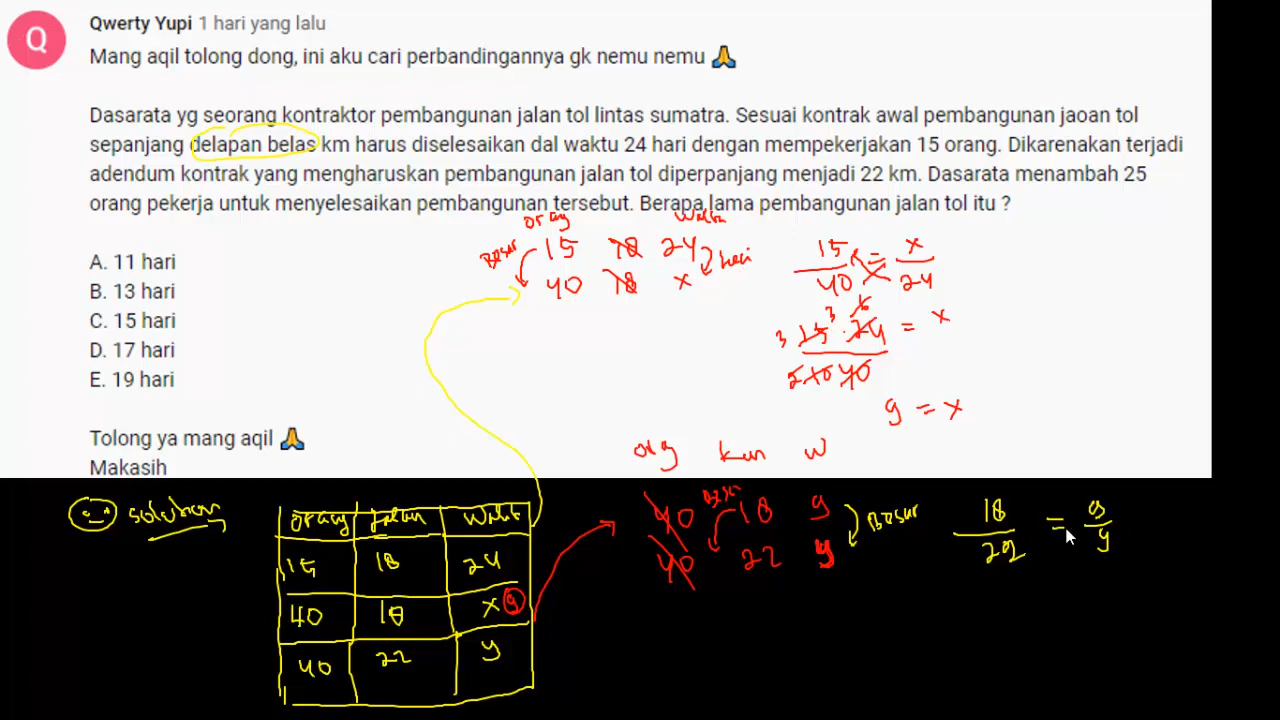 Q
Qwerty Yupi 1 hari yang lalu
Mang aqil tolong dong, ini aku cari perbandingannya gk nemu nemu 🙏
Dasarata yg seorang kontraktor pembangunan jalan tol lintas sumatra. Sesuai kontrak awal pembangunan jaoan tol
sepanjang delapan belas km harus diselesaikan dal waktu 24 hari dengan mempekerjakan 15 orang. Dikarenakan terjadi
adendum kontrak yang mengharuskan pembangunan jalan tol diperpanjang menjadi 22 km. Dasarata menambah 25
orang pekerja untuk menyelesaikan pembangunan tersebut. Berapa lama pembangunan jalan tol itu ?
A. 11 hari
B. 13 hari
C. 15 hari
D. 17 hari
E. 19 hari
Tolong ya mang aqil 🙏
Makasih
orang waktu
Besar 15 18 24 kecil
40 18 x
15/40 = x/24
9 = x
org w
40 18 9 Besar
40 22 y
18/22 = 9/y
solution
orang jalan wakt
15 18 24
40 18 x 9
40 22 y